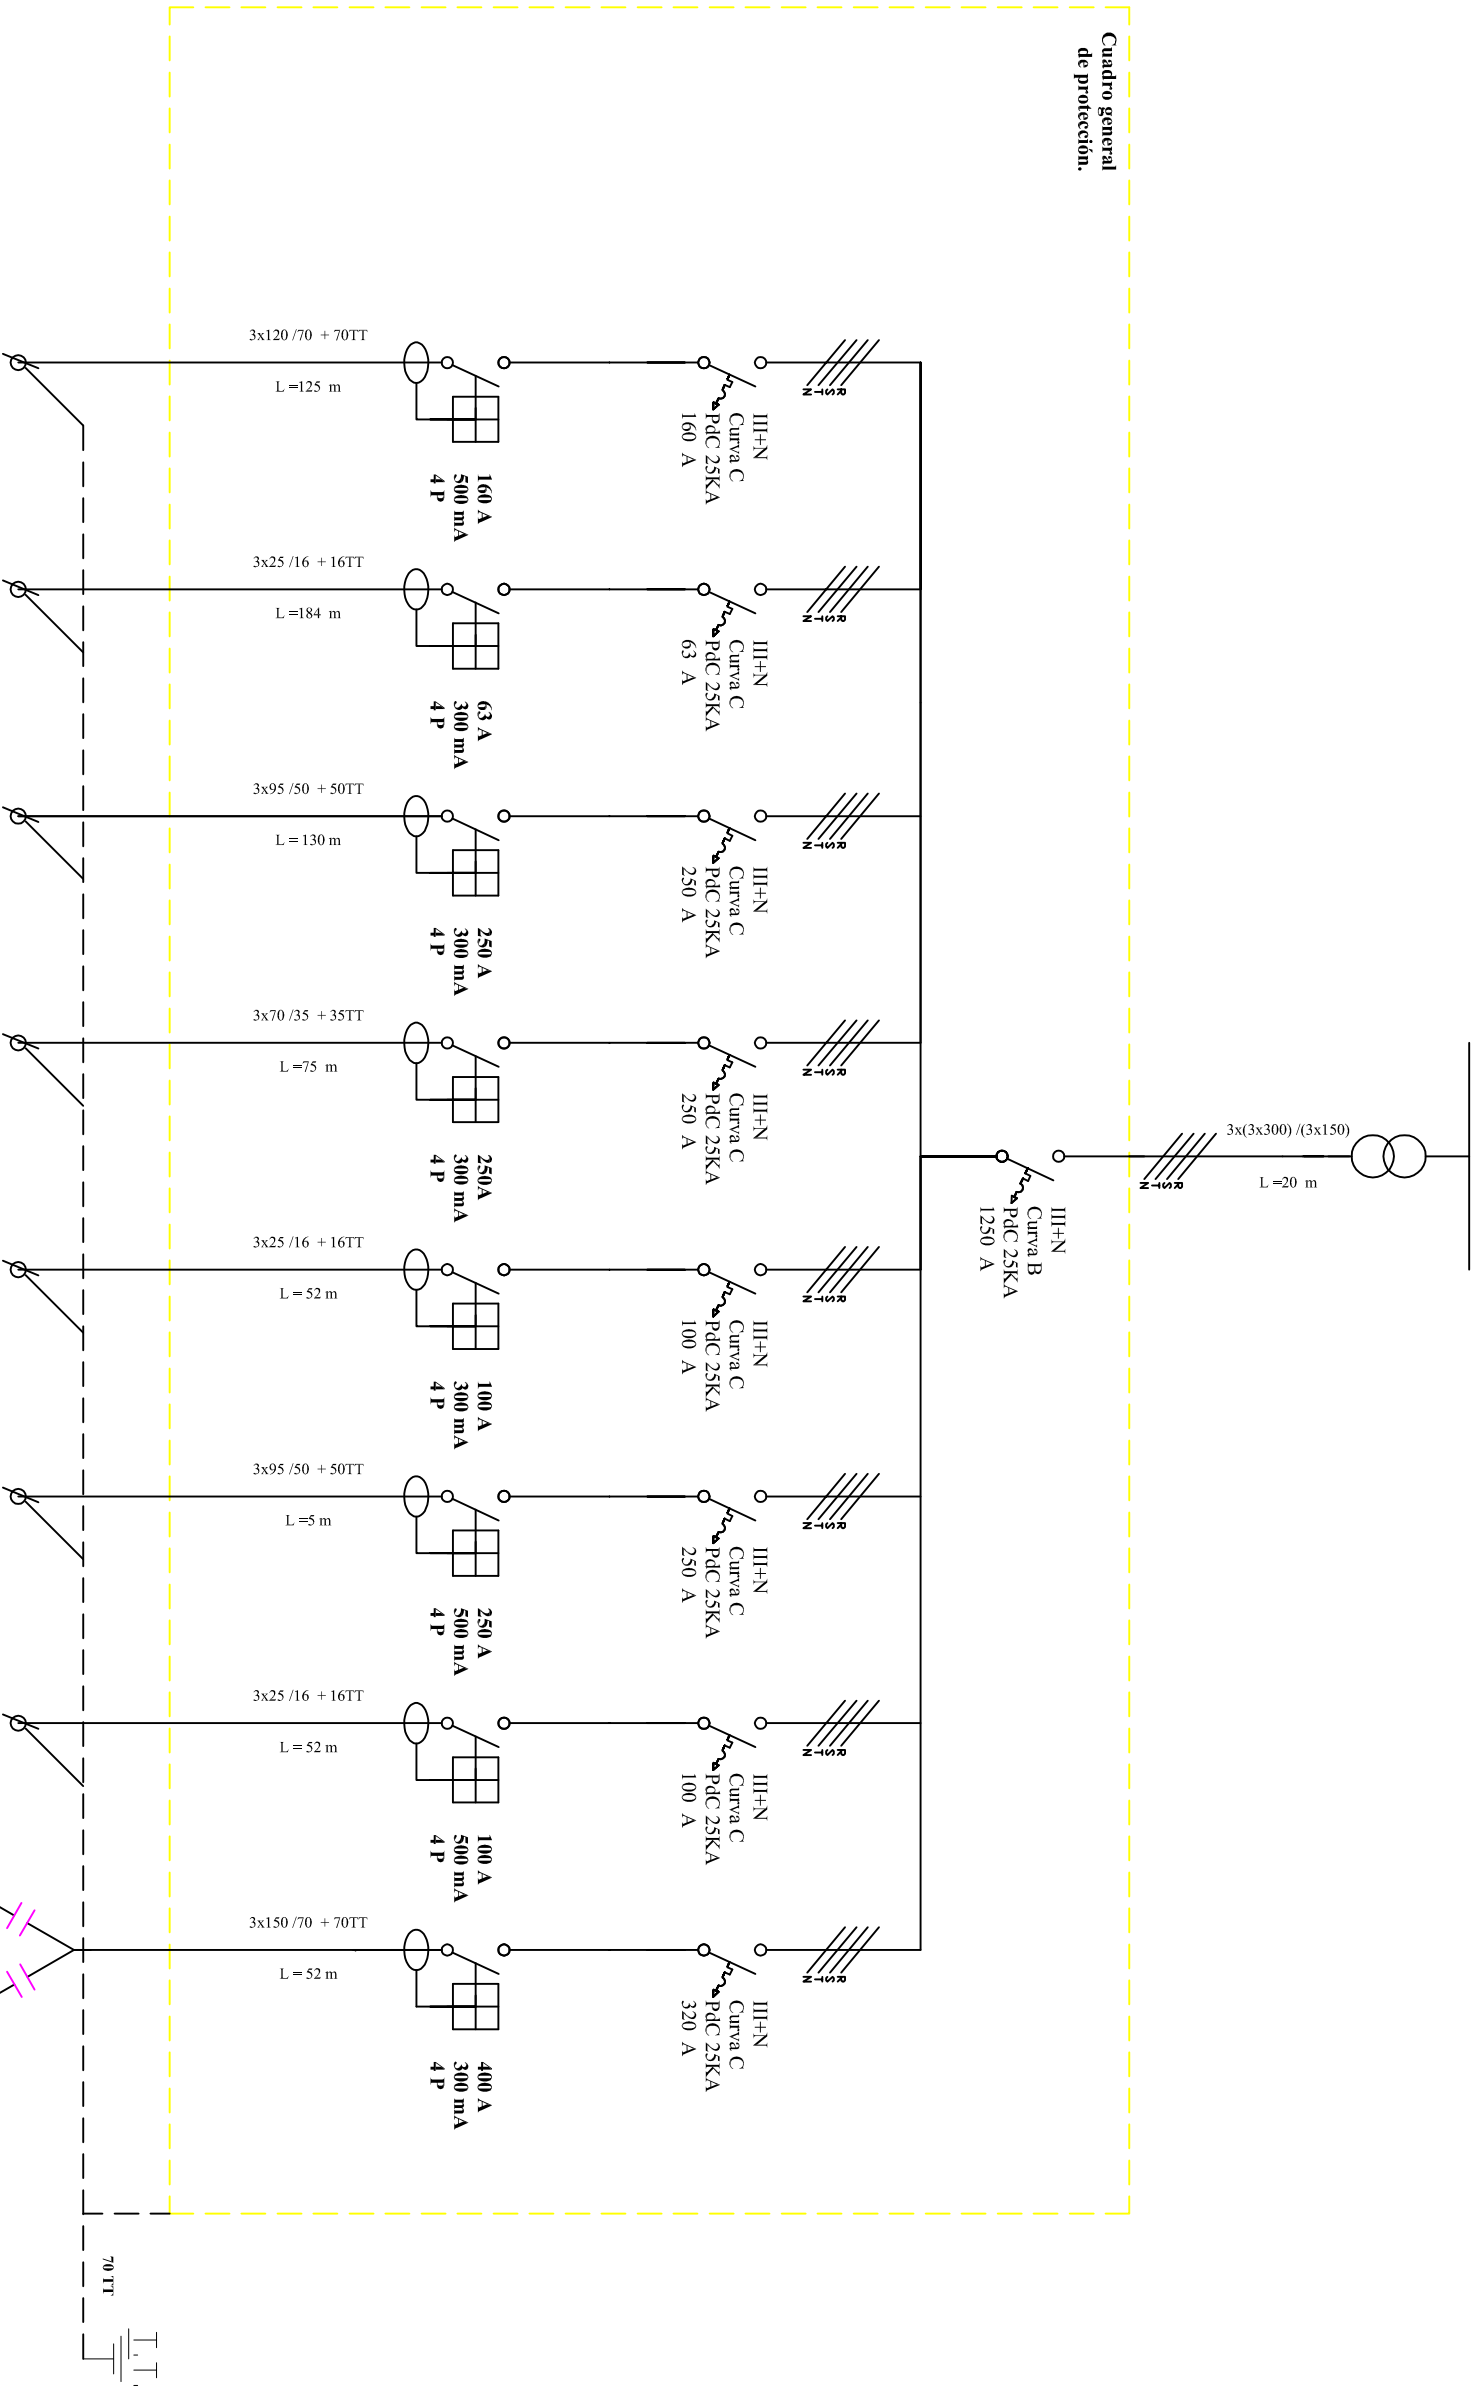 Cuadro general
de protección.
3x(3x300) /(3x150)
L =20 m
R
S
T
N
III+N
Curva B
PdC 25KA
1250 A
3x120 /70 + 70TT
L =125 m
160 A
500 mA
4 P
III+N
Curva C
PdC 25KA
160 A
R
S
T
N
3x25 /16 + 16TT
L =184 m
63 A
300 mA
4 P
III+N
Curva C
PdC 25KA
63 A
R
S
T
N
3x95 /50 + 50TT
L = 130 m
250 A
300 mA
4 P
III+N
Curva C
PdC 25KA
250 A
R
S
T
N
3x70 /35 + 35TT
L =75 m
250A
300 mA
4 P
III+N
Curva C
PdC 25KA
250 A
R
S
T
N
3x25 /16 + 16TT
L = 52 m
100 A
300 mA
4 P
III+N
Curva C
PdC 25KA
100 A
R
S
T
N
3x95 /50 + 50TT
L =5 m
250 A
500 mA
4 P
III+N
Curva C
PdC 25KA
250 A
R
S
T
N
3x25 /16 + 16TT
L = 52 m
100 A
500 mA
4 P
III+N
Curva C
PdC 25KA
100 A
R
S
T
N
3x150 /70 + 70TT
L = 52 m
400 A
300 mA
4 P
III+N
Curva C
PdC 25KA
320 A
R
S
T
N
70 TT
T.T.